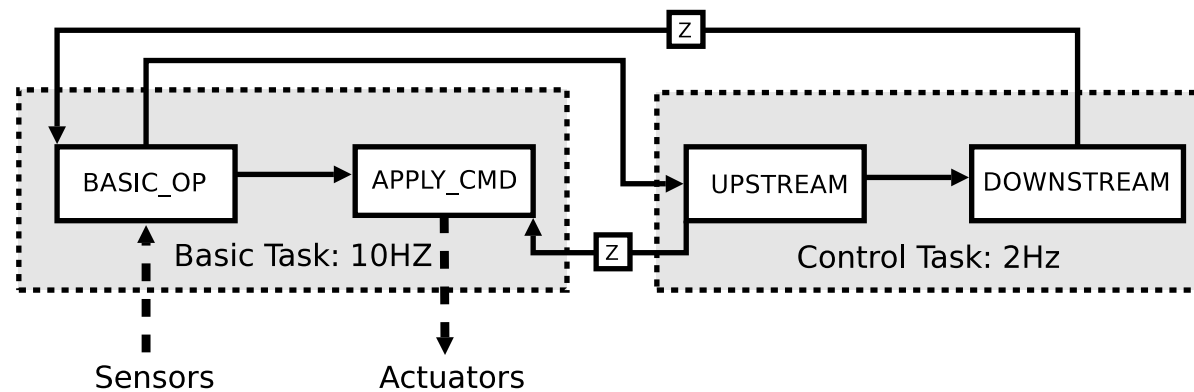 Z
BASIC_OP
APPLY_CMD
UPSTREAM
DOWNSTREAM
Z
Basic Task: 10HZ
Control Task: 2Hz
Sensors
Actuators